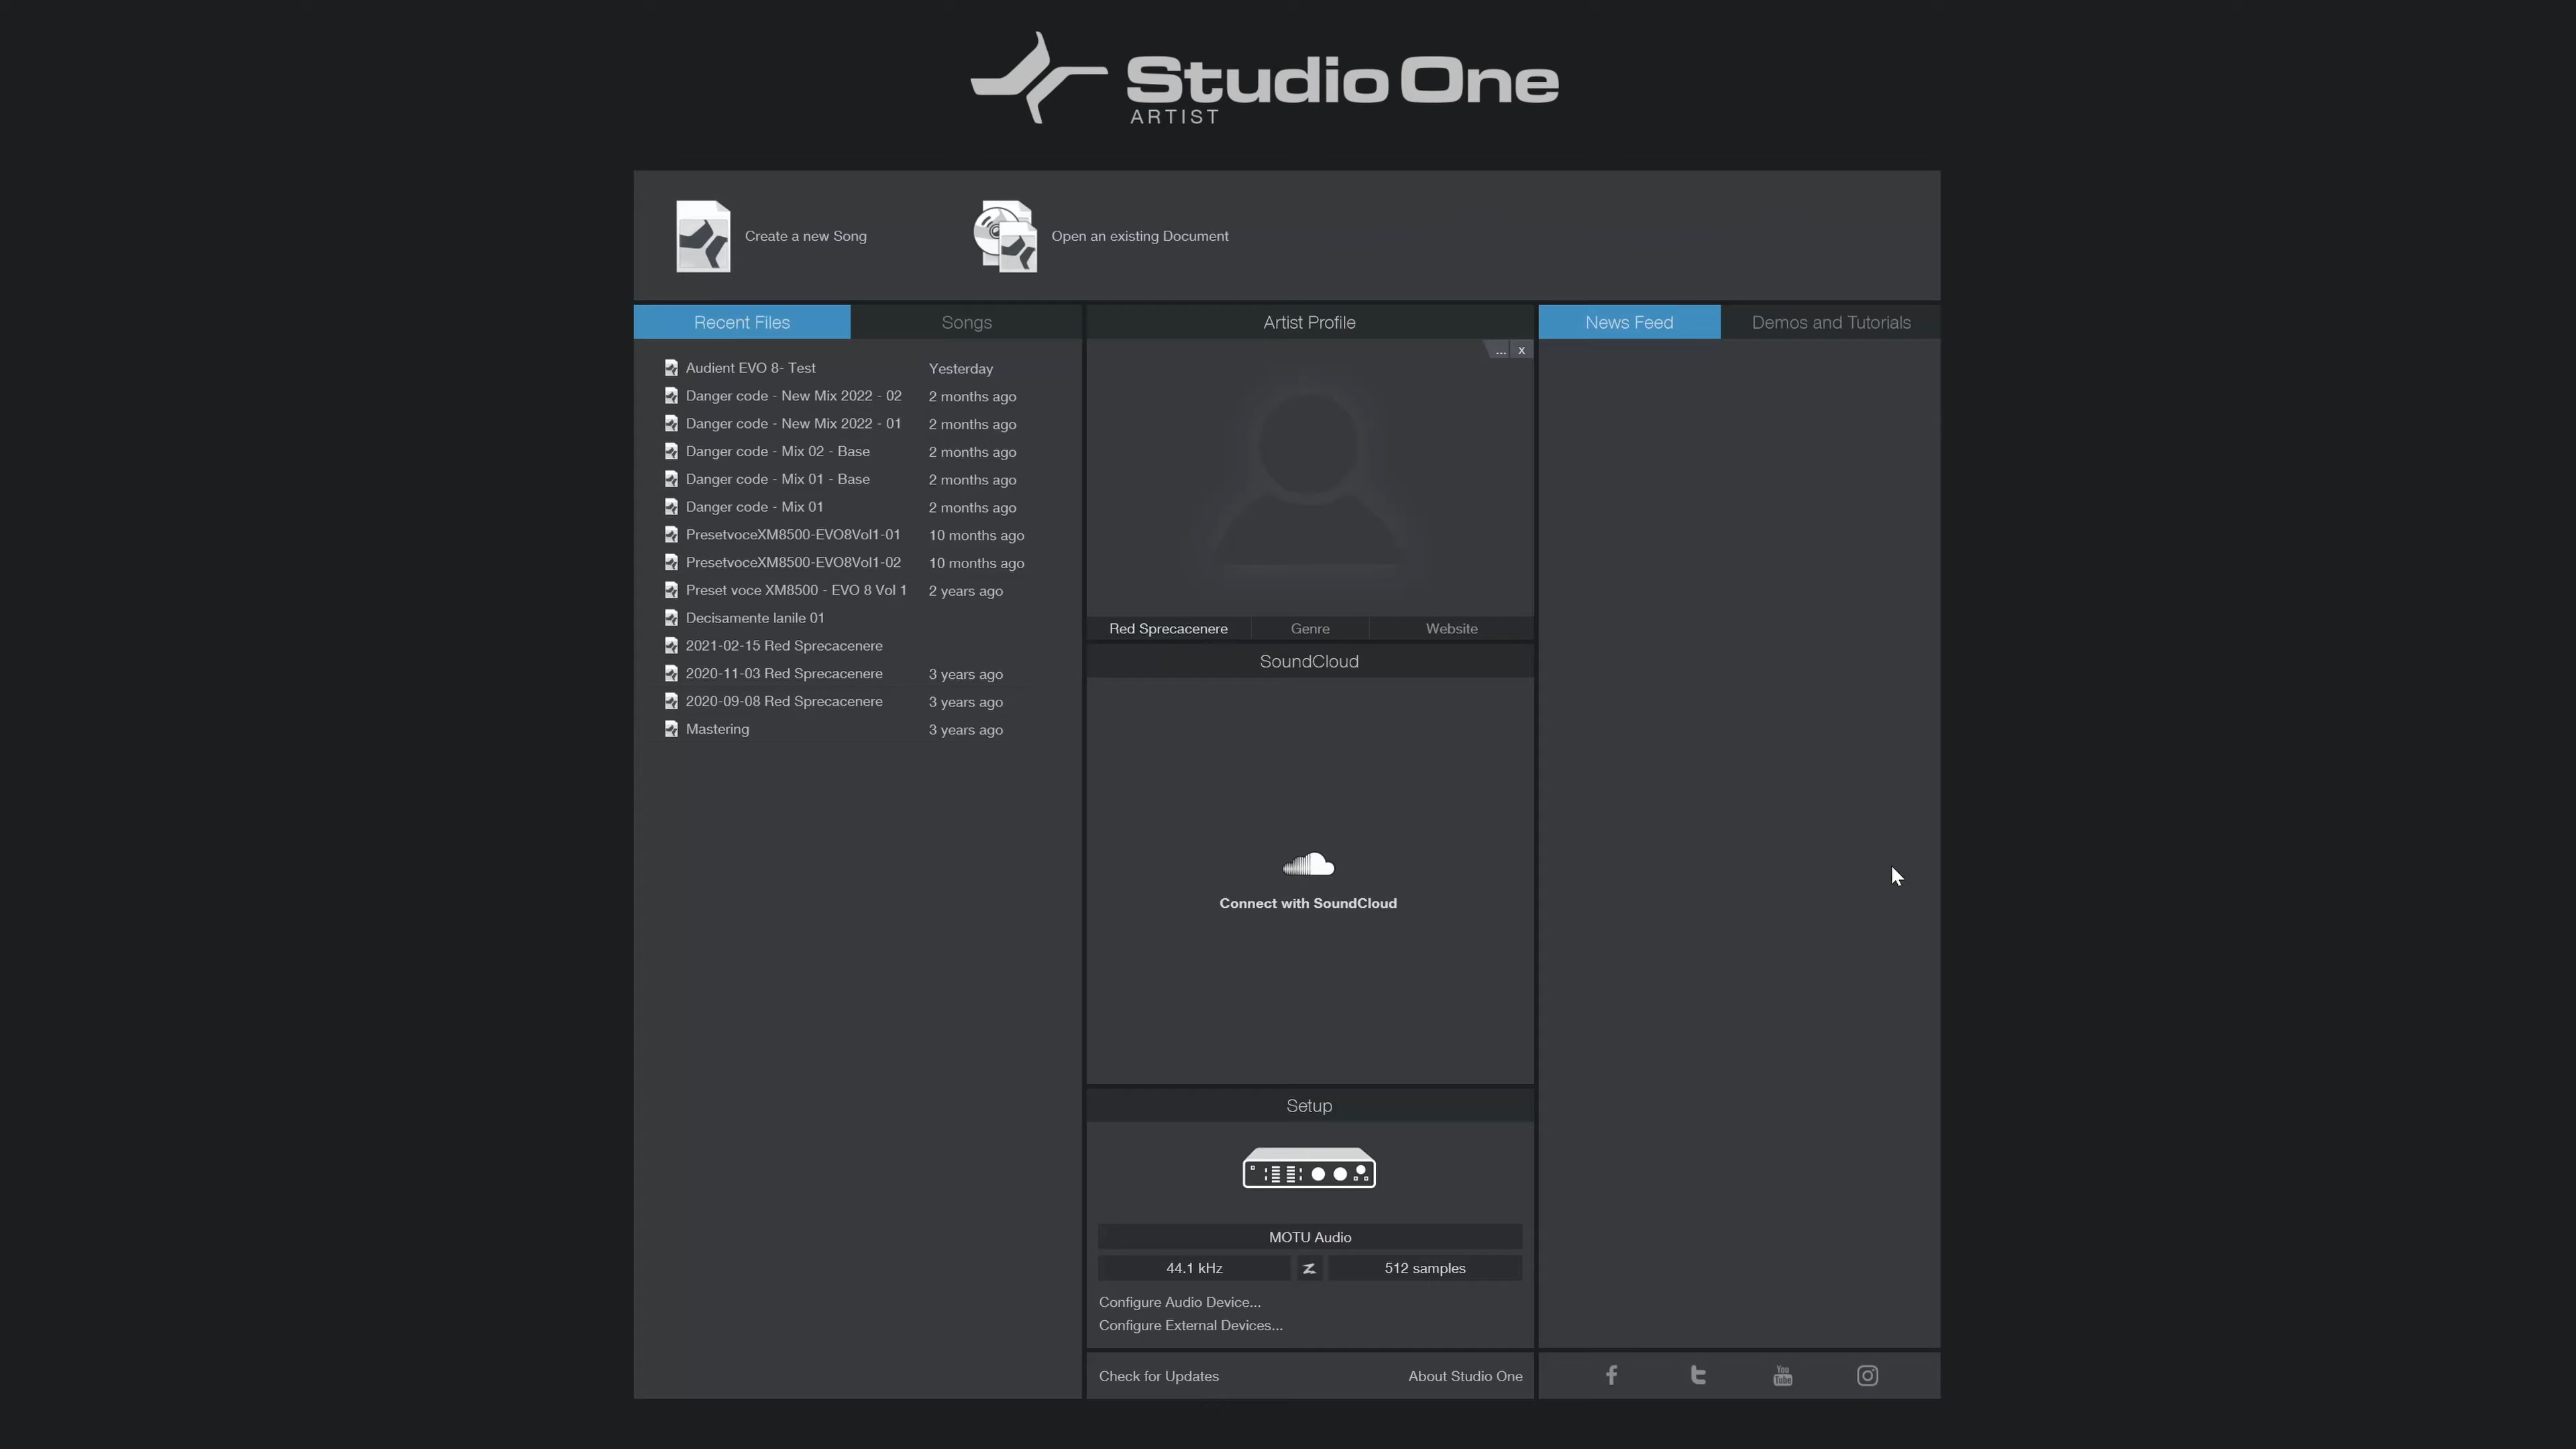 Studio One
ARTIST
Create a new Song
Open an existing Document
Recent Files
Songs
Audient EVO 8- Test Yesterday
Danger code - New Mix 2022 - 02 2 months ago
Danger code - New Mix 2022 - 01 2 months ago
Danger code - Mix 02 - Base 2 months ago
Danger code - Mix 01 - Base 2 months ago
Danger code - Mix 01 2 months ago
PresetvoceXM8500-EVO8Vol1-01 10 months ago
PresetvoceXM8500-EVO8Vol1-02 10 months ago
Preset voce XM8500 - EVO 8 Vol 1 2 years ago
Decisamente Ianile 01
2021-02-15 Red Sprecacenere
2020-11-03 Red Sprecacenere 3 years ago
2020-09-08 Red Sprecacenere 3 years ago
Mastering 3 years ago
Artist Profile
... x
Red Sprecacenere Genre Website
SoundCloud
Connect with SoundCloud
Setup
MOTU Audio
44.1 kHz 512 samples
Configure Audio Device...
Configure External Devices...
Check for Updates About Studio One
News Feed
Demos and Tutorials
You Tube